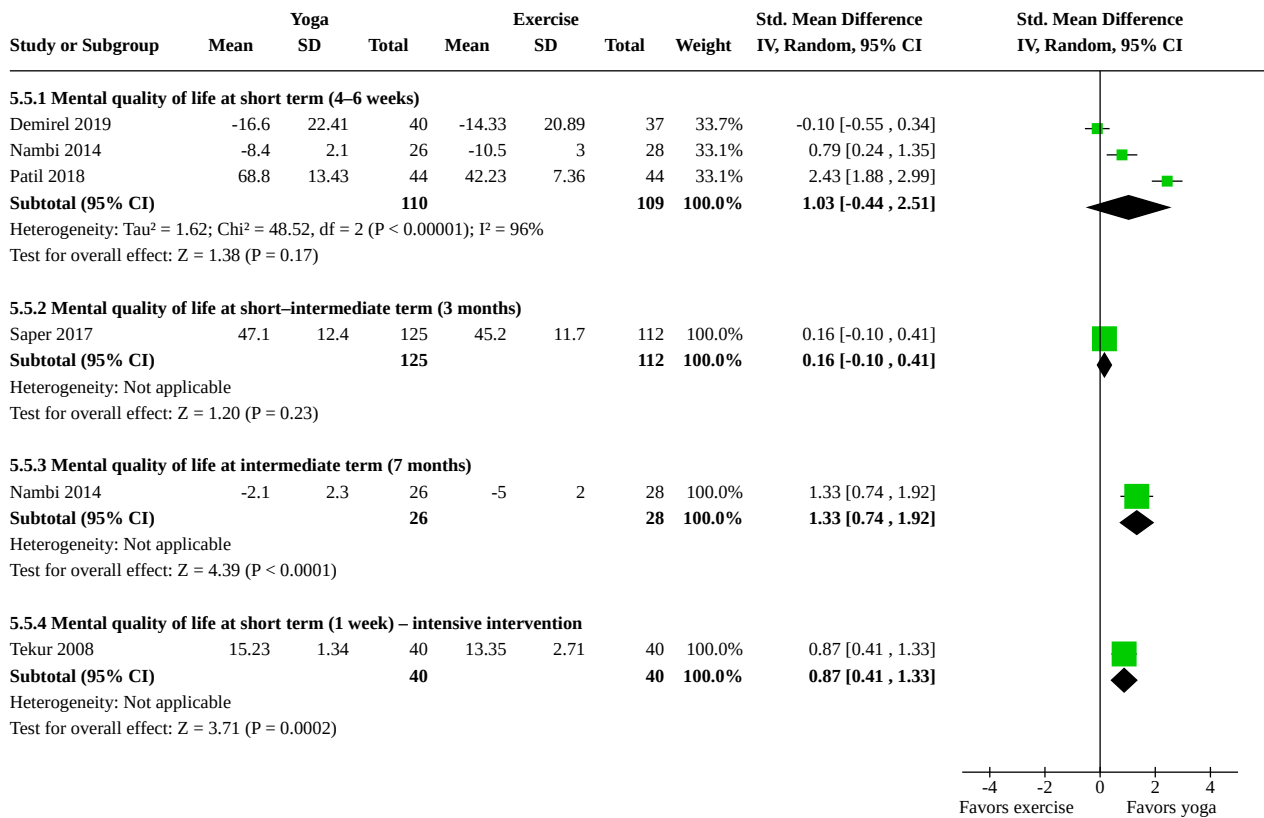 Yoga Exercise Std. Mean Difference Std. Mean Difference
Study or Subgroup Mean SD Total Mean SD Total Weight IV, Random, 95% CI IV, Random, 95% CI
5.5.1 Mental quality of life at short term (4–6 weeks)
Demirel 2019 -16.6 22.41 40 -14.33 20.89 37 33.7% -0.10 [-0.55 , 0.34]
Nambi 2014 -8.4 2.1 26 -10.5 3 28 33.1% 0.79 [0.24 , 1.35]
Patil 2018 68.8 13.43 44 42.23 7.36 44 33.1% 2.43 [1.88 , 2.99]
Subtotal (95% CI) 110 109 100.0% 1.03 [-0.44 , 2.51]
Heterogeneity: Tau² = 1.62; Chi² = 48.52, df = 2 (P < 0.00001); I² = 96%
Test for overall effect: Z = 1.38 (P = 0.17)
5.5.2 Mental quality of life at short–intermediate term (3 months)
Saper 2017 47.1 12.4 125 45.2 11.7 112 100.0% 0.16 [-0.10 , 0.41]
Subtotal (95% CI) 125 112 100.0% 0.16 [-0.10 , 0.41]
Heterogeneity: Not applicable
Test for overall effect: Z = 1.20 (P = 0.23)
5.5.3 Mental quality of life at intermediate term (7 months)
Nambi 2014 -2.1 2.3 26 -5 2 28 100.0% 1.33 [0.74 , 1.92]
Subtotal (95% CI) 26 28 100.0% 1.33 [0.74 , 1.92]
Heterogeneity: Not applicable
Test for overall effect: Z = 4.39 (P < 0.0001)
5.5.4 Mental quality of life at short term (1 week) – intensive intervention
Tekur 2008 15.23 1.34 40 13.35 2.71 40 100.0% 0.87 [0.41 , 1.33]
Subtotal (95% CI) 40 40 100.0% 0.87 [0.41 , 1.33]
Heterogeneity: Not applicable
Test for overall effect: Z = 3.71 (P = 0.0002)
-4 -2 0 2 4
Favors exercise Favors yoga